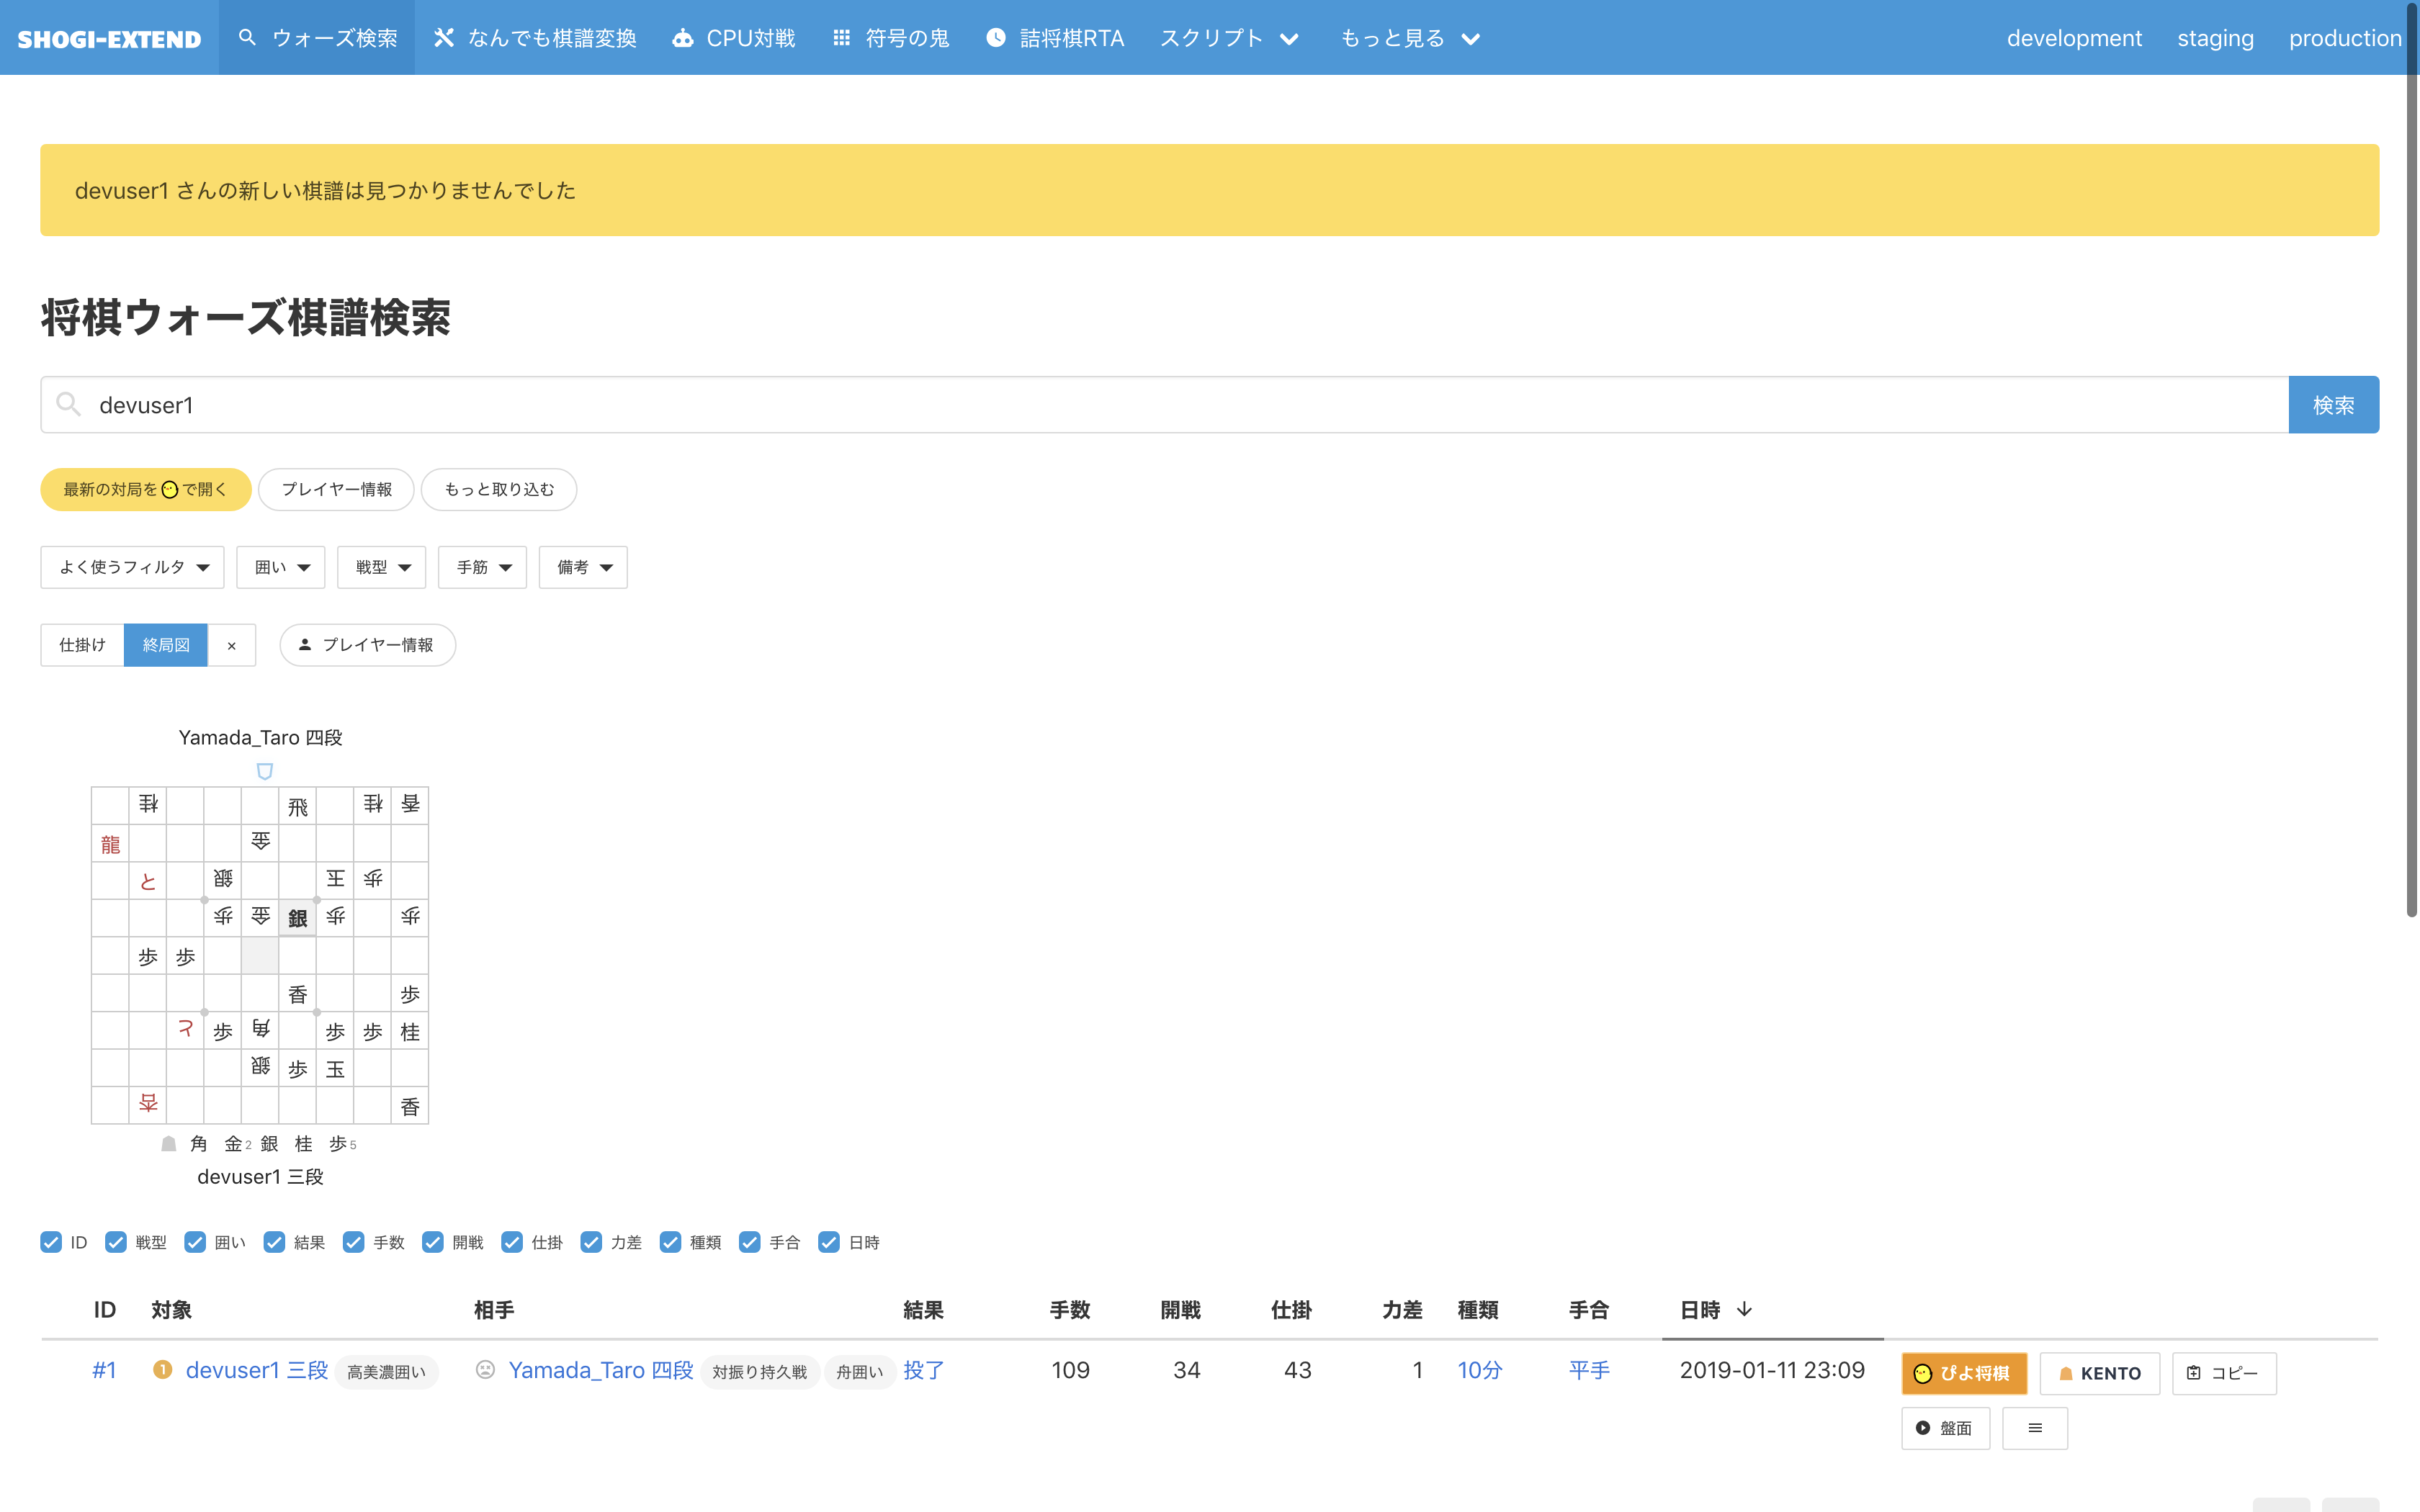 SHOGI-EXTEND ウォーズ検索 なんでも棋譜変換 CPU対戦 符号の鬼 詰将棋RTA スクリプト もっと見る development staging production
devuser1 さんの新しい棋譜は見つかりませんでした
将棋ウォーズ棋譜検索
devuser1 検索
最新の対局を で開く プレイヤー情報 もっと取り込む
よく使うフィルタ 囲い 戦型 手筋 備考
仕掛け 終局図 × プレイヤー情報
Yamada_Taro 四段
桂 飛 桂 香
龍 金
と 銀 王 歩
歩 金 銀 歩 歩
歩 歩
香 歩
と 歩 角 歩 歩 桂
銀 歩 玉
杏 香
角 金2 銀 桂 歩5
devuser1 三段
ID 戦型 囲い 結果 手数 開戦 仕掛 力差 種類 手合 日時
ID 対象 相手 結果 手数 開戦 仕掛 力差 種類 手合 日時
#1 1 devuser1 三段 高美濃囲い Yamada_Taro 四段 対振り持久戦 舟囲い 投了 109 34 43 1 10分 平手 2019-01-11 23:09 ぴよ将棋 KENTO コピー
盤面